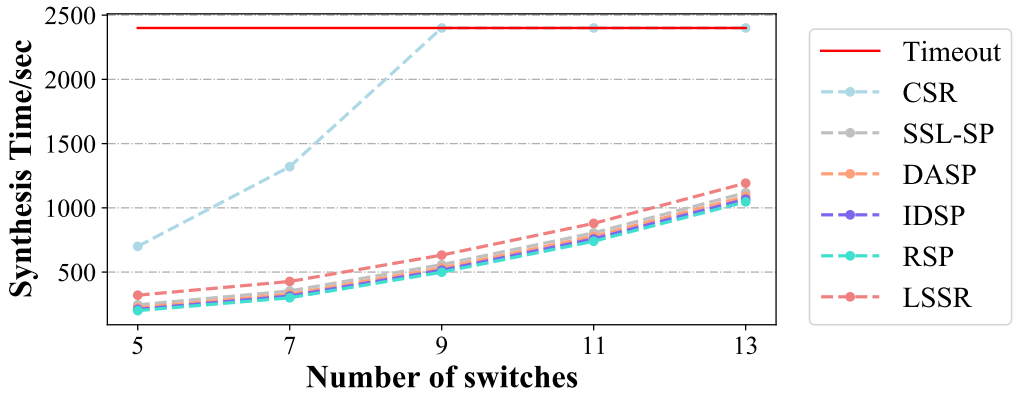 2500
2000
1500
1000
500
Synthesis Time/sec
5 7 9 11 13
Number of switches
Timeout
CSR
SSL-SP
DASP
IDSP
RSP
LSSR